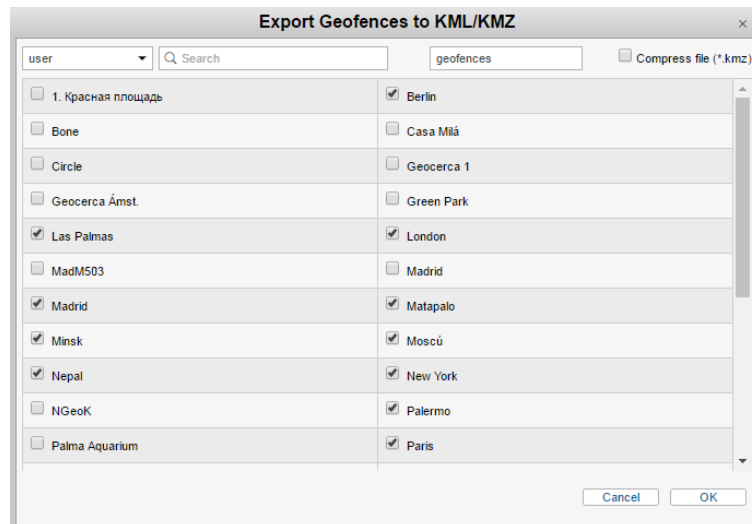 Export Geofences to KML/KMZ ×
user Search geofences Compress file (*.kmz)
1. Красная площадь Berlin
Bone Casa Milá
Circle Geocerca 1
Geocerca Ámst. Green Park
Las Palmas London
MadM503 Madrid
Madrid Matapalo
Minsk Moscú
Nepal New York
NGeoK Palermo
Palma Aquarium Paris
Cancel OK